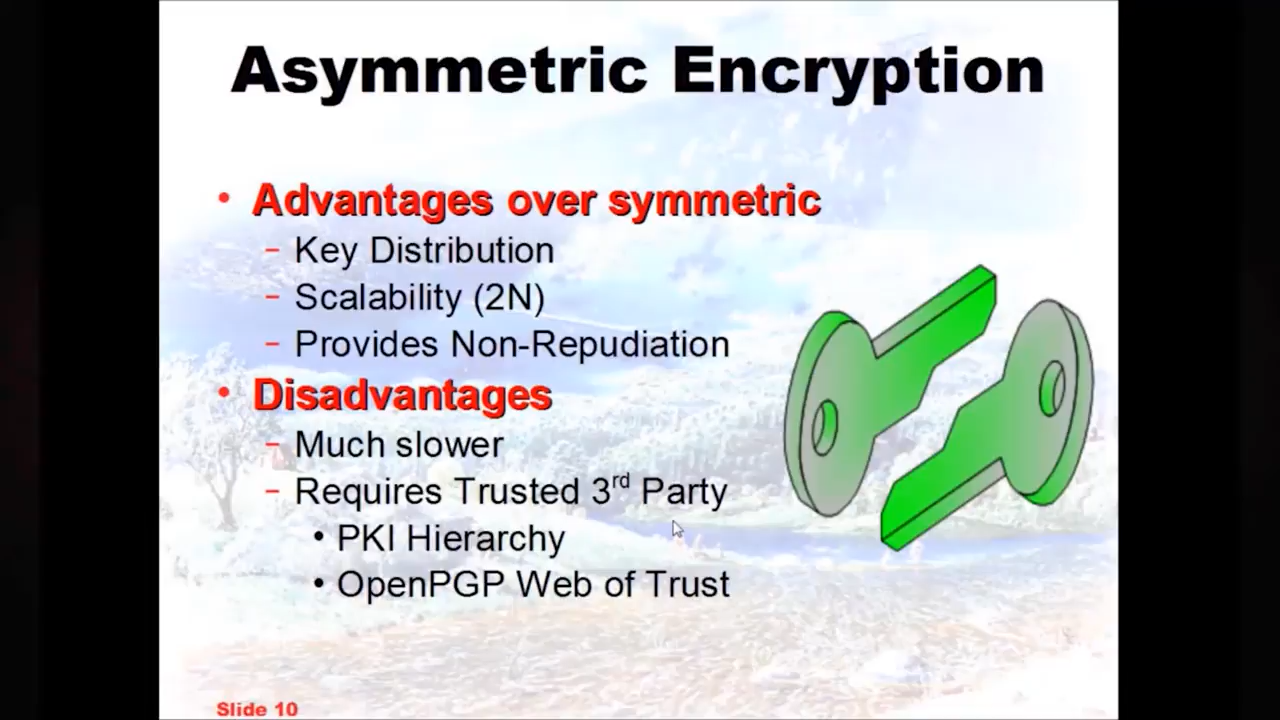 Asymmetric Encryption
• Advantages over symmetric
– Key Distribution
– Scalability (2N)
– Provides Non-Repudiation
• Disadvantages
– Much slower
– Requires Trusted 3rd Party
• PKI Hierarchy
• OpenPGP Web of Trust
Slide 10